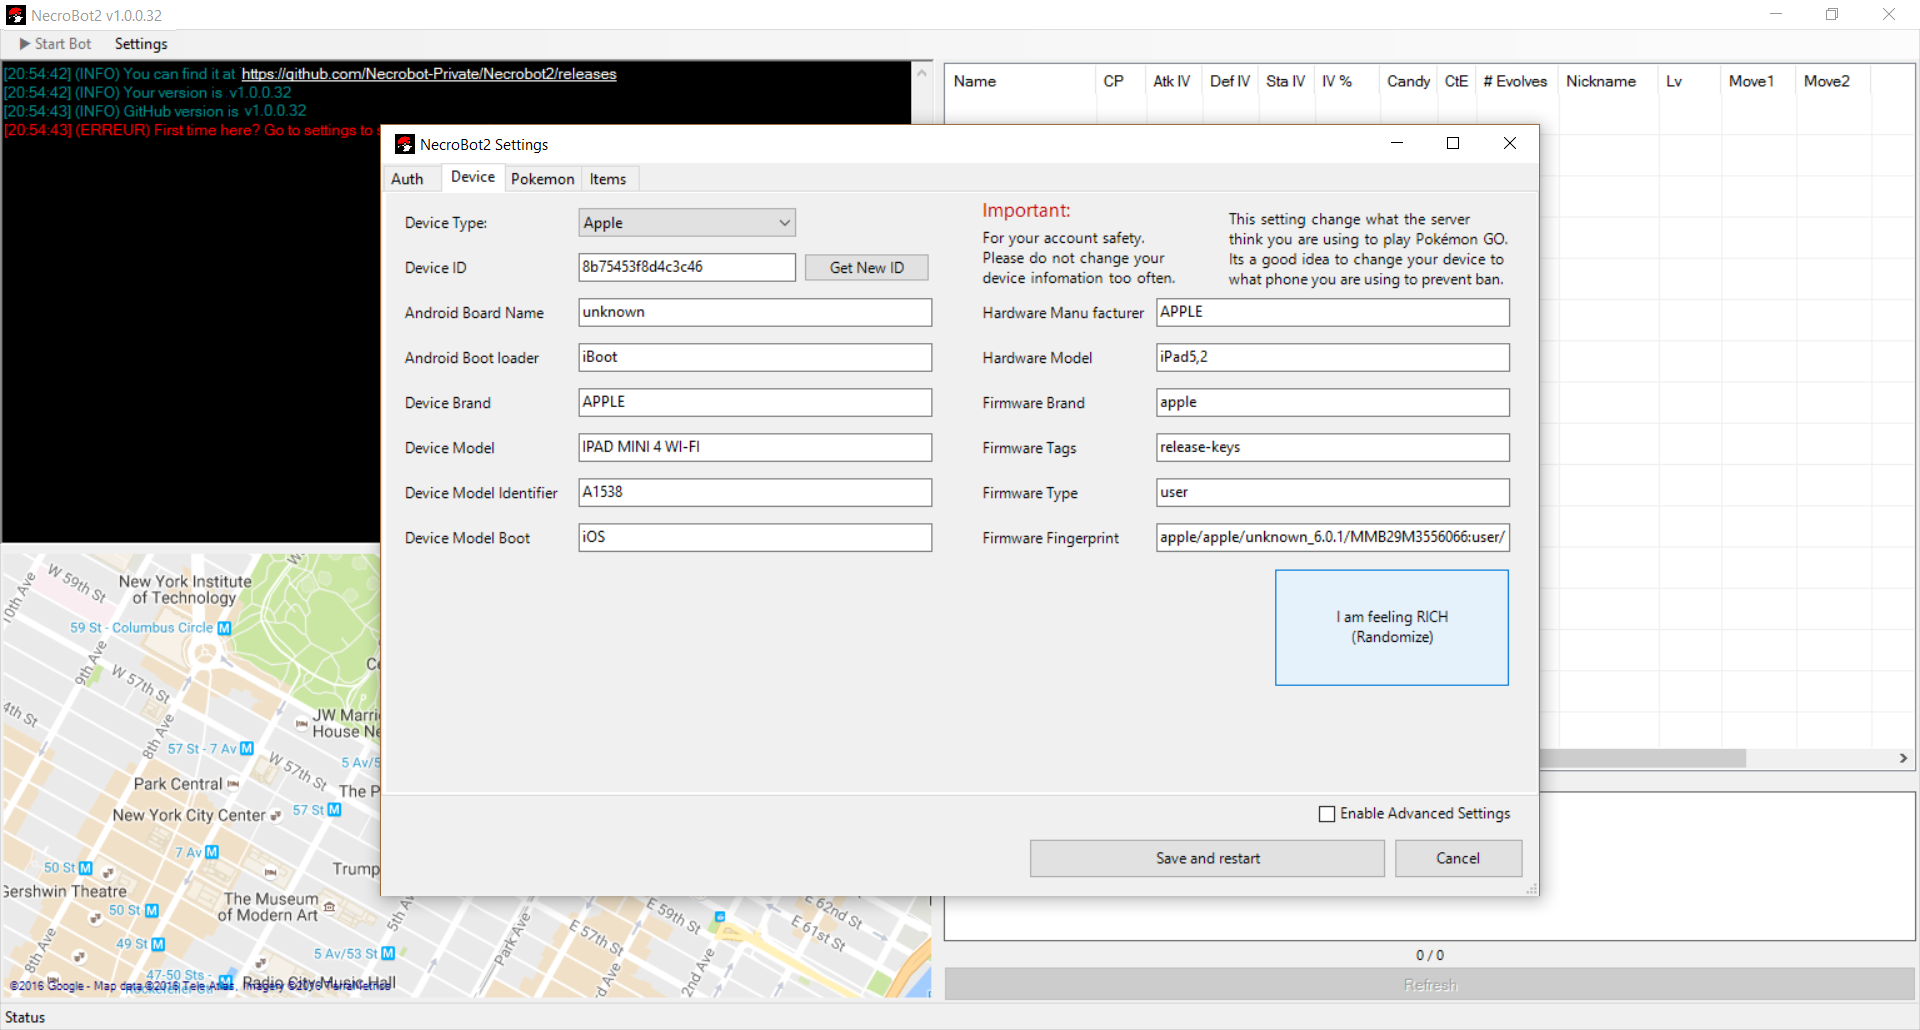 NecroBot2 v1.0.0.32
Start Bot Settings
[20:54:42] (INFO) You can find it at https://github.com/Necrobot-Private/Necrobot2/releases
[20:54:42] (INFO) Your version is v1.0.0.32
[20:54:43] (INFO) GitHub version is v1.0.0.32
[20:54:43] (ERREUR) First time here? Go to settings to s
Name CP Atk IV Def IV Sta IV IV % Candy CtE # Evolves Nickname Lv Move1 Move2
NecroBot2 Settings
Auth Device Pokemon Items
Device Type: Apple
Device ID 8b75453f8d4c3c46 Get New ID
Android Board Name unknown
Android Boot loader iBoot
Device Brand APPLE
Device Model IPAD MINI 4 WI-FI
Device Model Identifier A1538
Device Model Boot iOS
Important:
For your account safety.
Please do not change your
device infomation too often.
This setting change what the server
think you are using to play Pokémon GO.
Its a good idea to change your device to
what phone you are using to prevent ban.
Hardware Manu facturer APPLE
Hardware Model iPad5,2
Firmware Brand apple
Firmware Tags release-keys
Firmware Type user
Firmware Fingerprint apple/apple/unknown_6.0.1/MMB29M3556066:user/
I am feeling RICH
(Randomize)
Enable Advanced Settings
Save and restart Cancel
10th Ave
W 59th St
New York Institute
of Technology
59 St - Columbus Circle M
9th Ave
W 57th St
4th St
8th Ave
JW Marri
House Ne
57 St - 7 Av M
W 57th St
5 Av/5
Park Central
The P
New York City Center
57 St M
7 Av M
50 St M
Trump
Gershwin Theatre
The Museum
of Modern Art
50 St M
5th Av
49 St M
8th Ave
5 Av/53 St M
47-50 Sts -
Rockefeller Ctr
Radio City Music Hall
Park Ave
E 59th St
E 57th St
E 62nd St
E 61st St
2nd Ave
3rd Ave
©2016 Google - Map data ©2016 Tele Atlas, Imagery ©2016 TerraMetrics
0 / 0
Refresh
Status